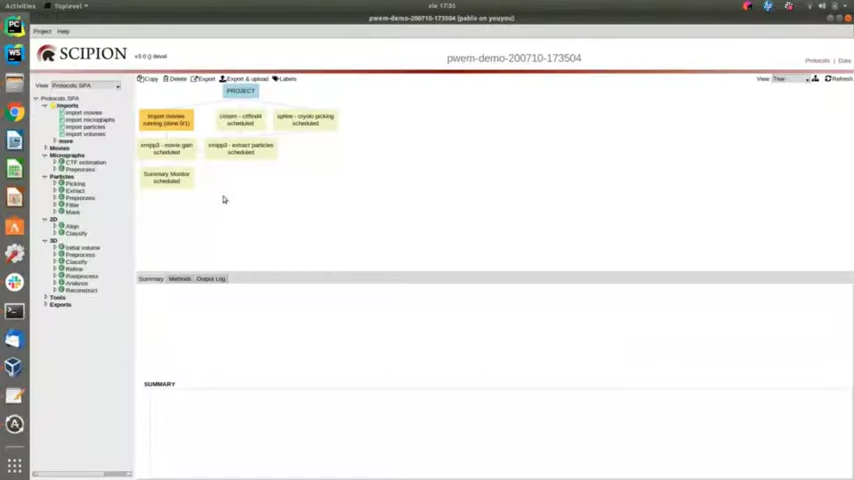 Activities Toplevel vie 17:35
pwem-demo-200710-173504 (pablo on youyou)
Project Help
SCIPION v3.0 () devel pwem-demo-200710-173504 Protocols | Data
View Protocols SPA Copy Delete Export Export & upload Labels View Tree Refresh
Protocols SPA
Imports
import movies
import micrographs
import particles
import volumes
more
Movies
Micrographs
CTF estimation
Preprocess
Particles
Picking
Extract
Preprocess
Filter
Mask
2D
Align
Classify
3D
Initial volume
Preprocess
Classify
Refine
Postprocess
Analysis
Reconstruct
Tools
Exports
PROJECT
import movies
running (done 0/1)
cistem - ctffind4
scheduled
sphire - cryolo picking
scheduled
xmipp3 - movie gain
scheduled
xmipp3 - extract particles
scheduled
Summary Monitor
scheduled
Summary Methods Output Log
SUMMARY